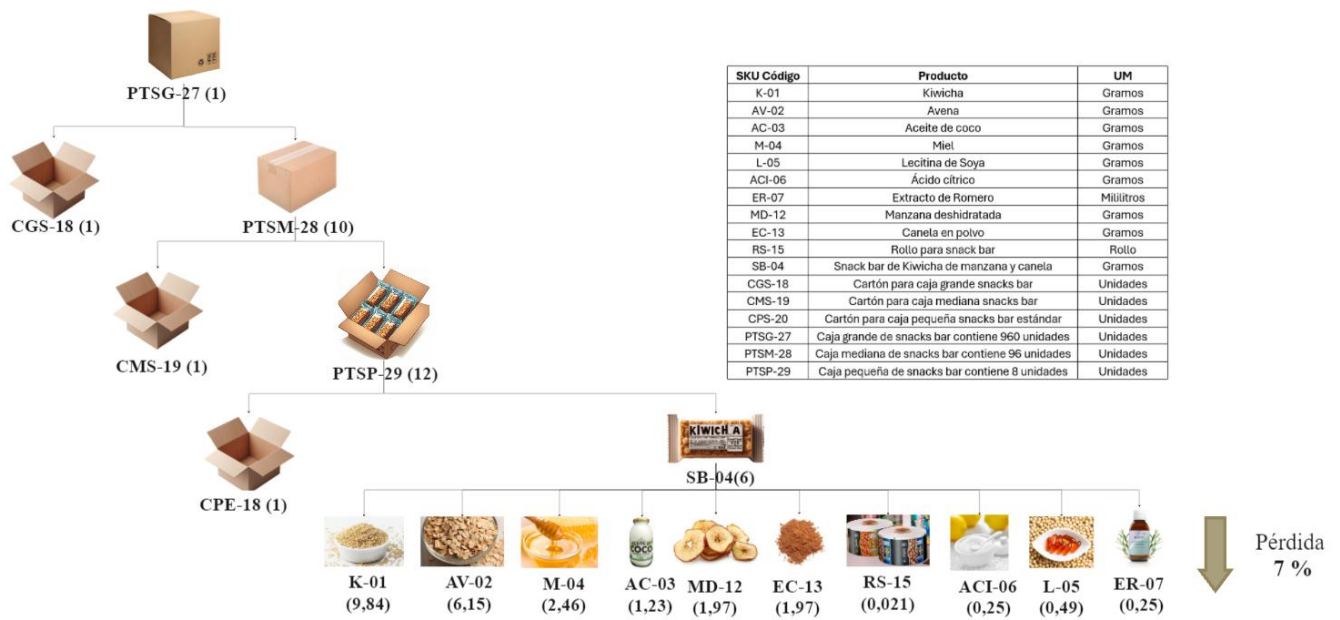 PTSG-27 (1)
CGS-18 (1)
PTSM-28 (10)
CMS-19 (1)
PTSP-29 (12)
CPE-18 (1)
KIWICH A
SB-04(6)
COCO
K-01
(9,84)
AV-02
(6,15)
M-04
(2,46)
AC-03
(1,23)
MD-12
(1,97)
EC-13
(1,97)
RS-15
(0,021)
ACI-06
(0,25)
L-05
(0,49)
ER-07
(0,25)
Pérdida
7 %
SKU Código Producto UM
K-01 Kiwicha Gramos
AV-02 Avena Gramos
AC-03 Aceite de coco Gramos
M-04 Miel Gramos
L-05 Lecitina de Soya Gramos
ACI-06 Ácido cítrico Gramos
ER-07 Extracto de Romero Mililitros
MD-12 Manzana deshidratada Gramos
EC-13 Canela en polvo Gramos
RS-15 Rollo para snack bar Rollo
SB-04 Snack bar de Kiwicha de manzana y canela Gramos
CGS-18 Cartón para caja grande snacks bar Unidades
CMS-19 Cartón para caja mediana snacks bar Unidades
CPS-20 Cartón para caja pequeña snacks bar estándar Unidades
PTSG-27 Caja grande de snacks bar contiene 960 unidades Unidades
PTSM-28 Caja mediana de snacks bar contiene 96 unidades Unidades
PTSP-29 Caja pequeña de snacks bar contiene 8 unidades Unidades